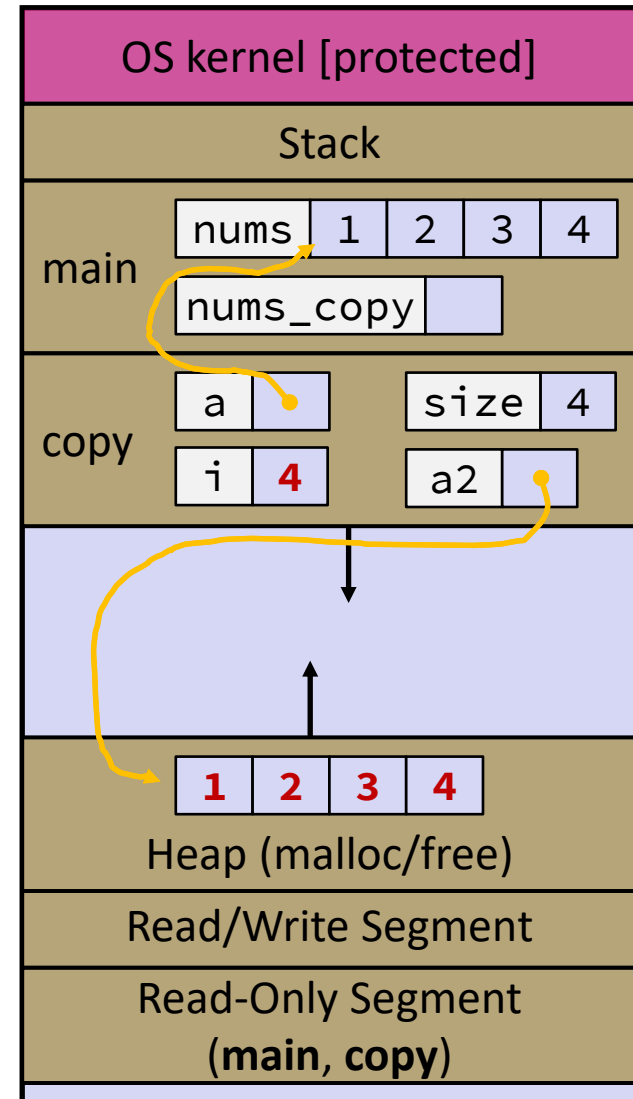 OS kernel [protected]
Stack
main
nums 1 2 3 4
nums_copy
copy
a size 4
i 4 a2
1 2 3 4
Heap (malloc/free)
Read/Write Segment
Read-Only Segment
(main, copy)